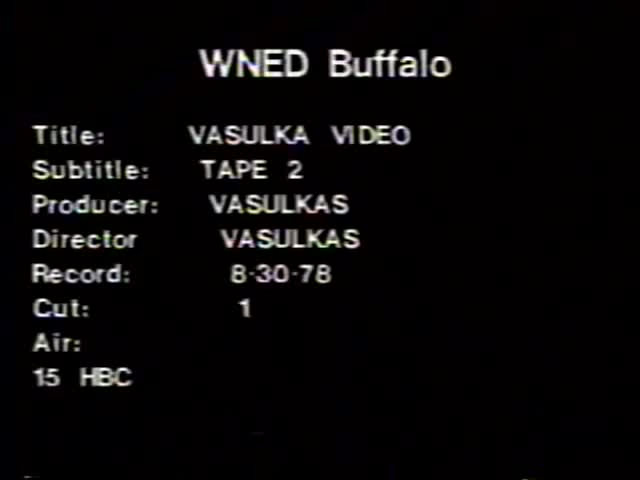 WNED Buffalo
Title: VASULKA VIDEO
Subtitle: TAPE 2
Producer: VASULKAS
Director VASULKAS
Record: 8-30-78
Cut: 1
Air:
15 HBC